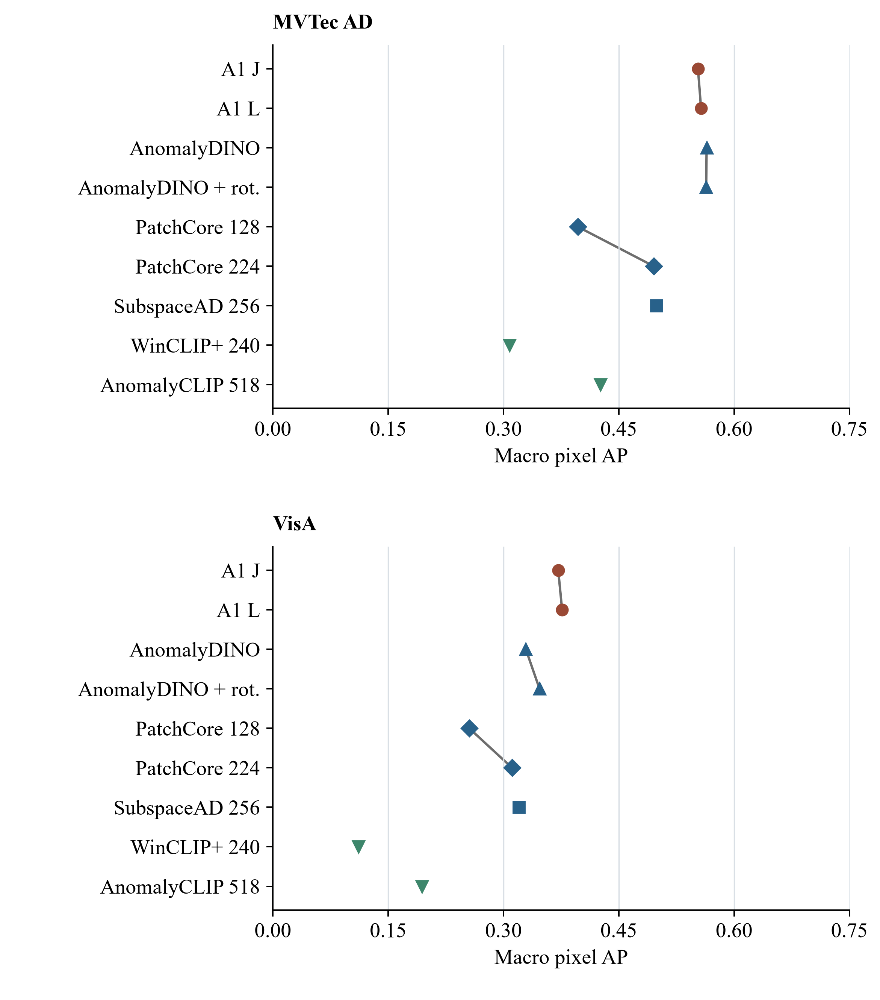 MVTec AD
A1 J
A1 L
AnomalyDINO
AnomalyDINO + rot.
PatchCore 128
PatchCore 224
SubspaceAD 256
WinCLIP+ 240
AnomalyCLIP 518
0.00 0.15 0.30 0.45 0.60 0.75
Macro pixel AP
VisA
A1 J
A1 L
AnomalyDINO
AnomalyDINO + rot.
PatchCore 128
PatchCore 224
SubspaceAD 256
WinCLIP+ 240
AnomalyCLIP 518
0.00 0.15 0.30 0.45 0.60 0.75
Macro pixel AP